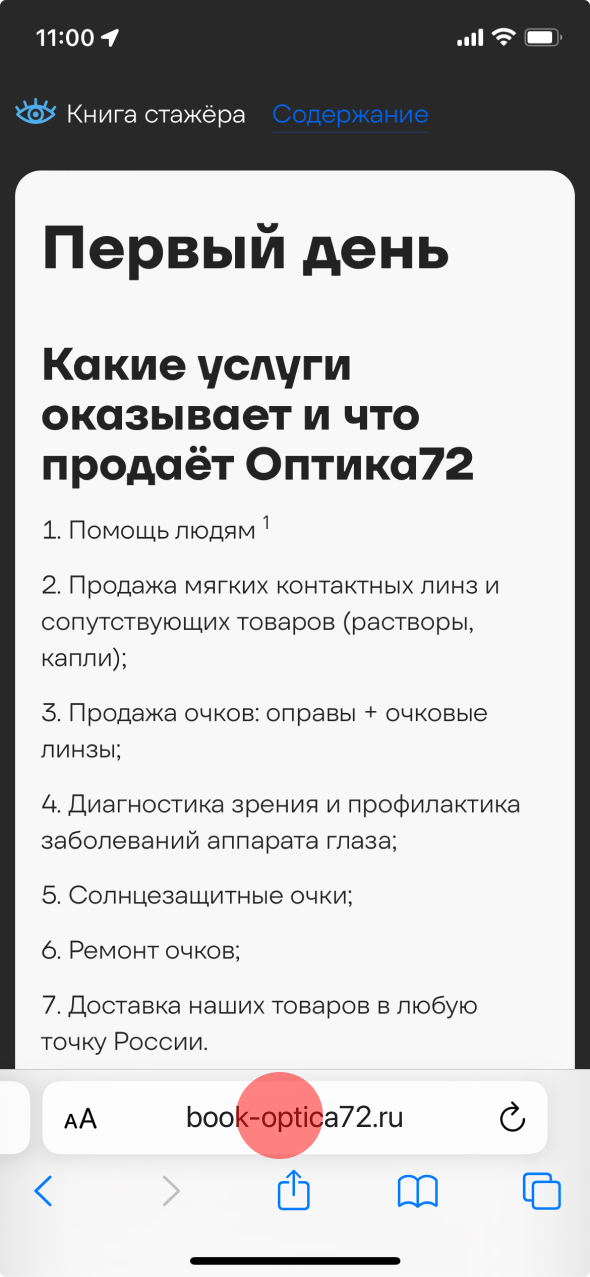 11:00
Книга стажёра Содержание
Первый день
Какие услуги
оказывает и что
продаёт Оптика72
1. Помощь людям 1
2. Продажа мягких контактных линз и
сопутствующих товаров (растворы,
капли);
3. Продажа очков: оправы + очковые
линзы;
4. Диагностика зрения и профилактика
заболеваний аппарата глаза;
5. Солнцезащитные очки;
6. Ремонт очков;
7. Доставка наших товаров в любую
точку России.
AA book-optica72.ru